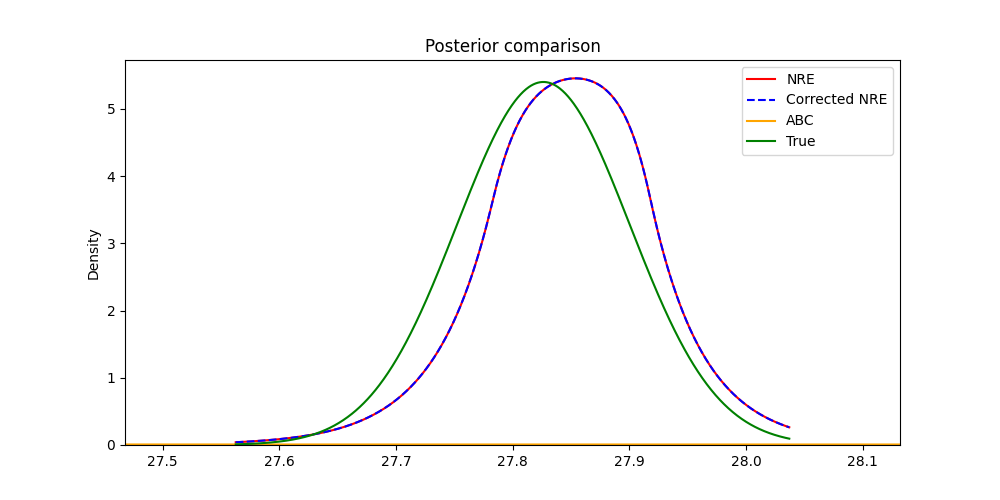 Posterior comparison
NRE
Corrected NRE
ABC
True
Density
5
4
3
2
1
0
27.5 27.6 27.7 27.8 27.9 28.0 28.1